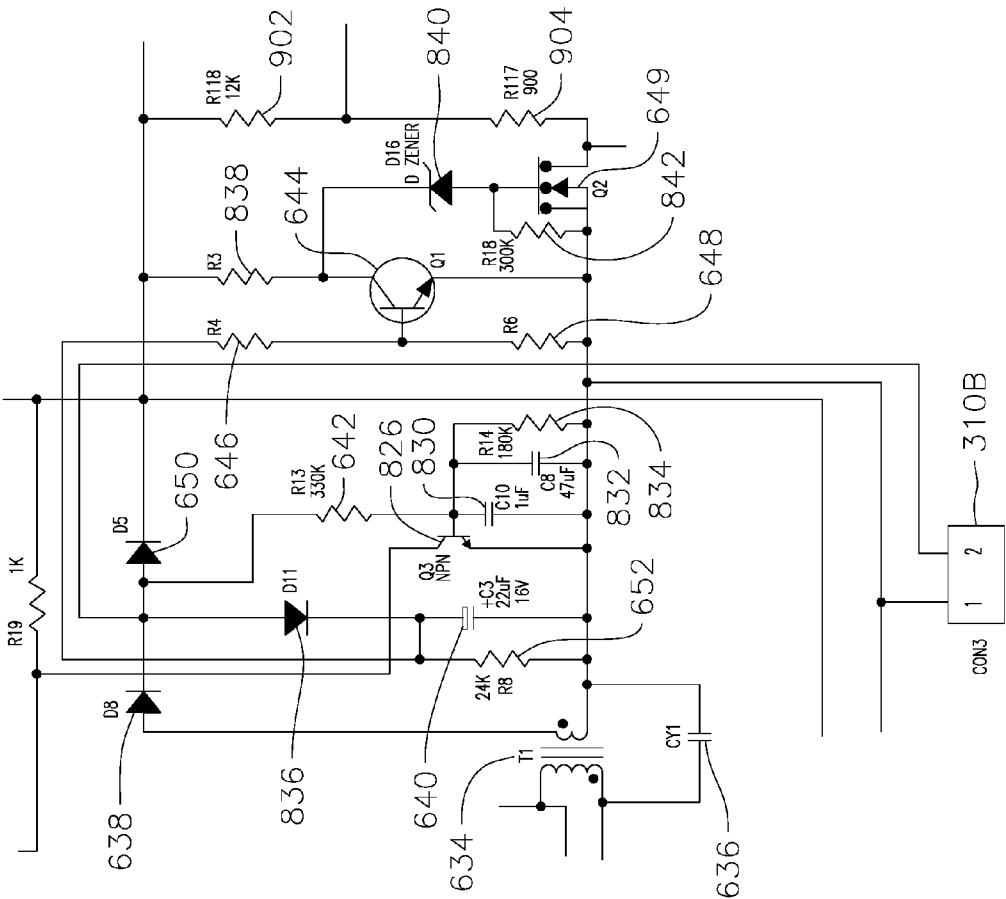 R118
12K
902
R117
900
904
D16
D ZENER
840
649
Q2
842
R18
300K
R3
838
644
Q1
R4
646
R6
648
R19
1K
D5
650
R13
330K
642
826
830
Q3
NPN
C10
1uF
C8
47uF
832
R14
180K
834
D11
836
+C3
22uF
16V
640
24K
R8
652
D8
638
T1
634
CY1
636
1
2
CON3
310B